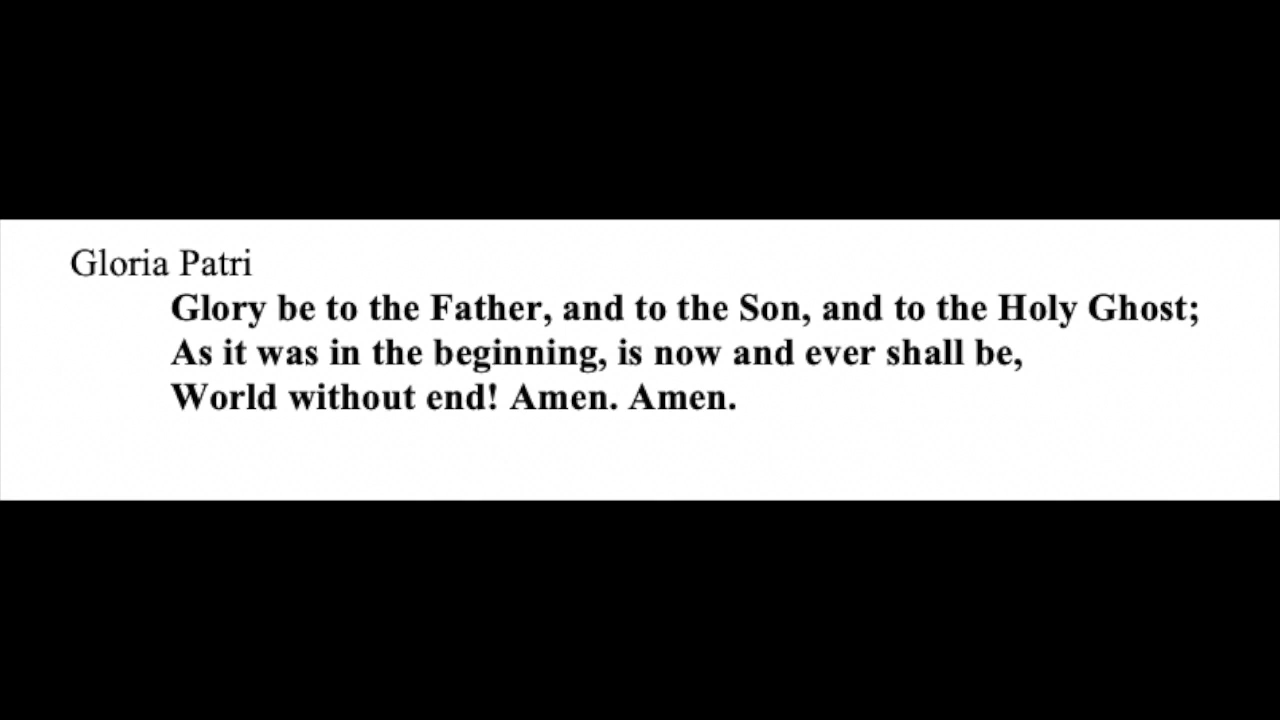 Gloria Patri
Glory be to the Father, and to the Son, and to the Holy Ghost;
As it was in the beginning, is now and ever shall be,
World without end! Amen. Amen.